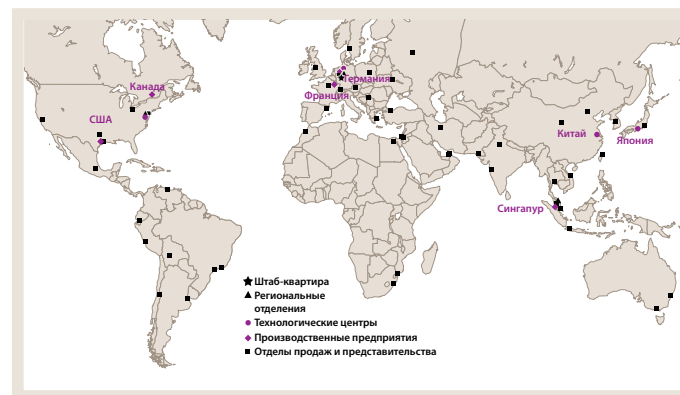 Канада
США
Германия
Франция
Китай
Япония
Сингапур
Штаб-квартира
Региональные
отделения
Технологические центры
Производственные предприятия
Отделы продаж и представительства